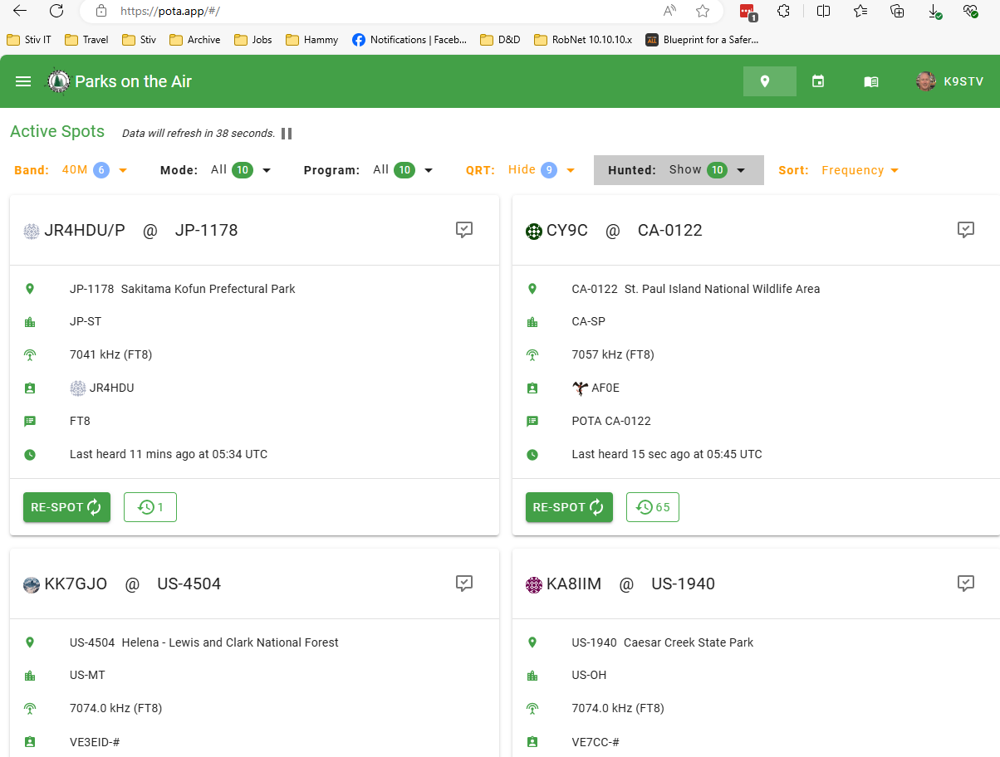 https://pota.app/#/
1
Stiv IT Travel Stiv Archive Jobs Hammy Notifications | Faceb... D&D RobNet 10.10.10.x Blueprint for a Safer...
Parks on the Air K9STV
Active Spots Data will refresh in 38 seconds.
Band: 40M 6 Mode: All 10 Program: All 10 QRT: Hide 9 Hunted: Show 10 Sort: Frequency
JR4HDU/P @ JP-1178
JP-1178 Sakitama Kofun Prefectural Park
JP-ST
7041 kHz (FT8)
JR4HDU
FT8
Last heard 11 mins ago at 05:34 UTC
RE-SPOT 1
CY9C @ CA-0122
CA-0122 St. Paul Island National Wildlife Area
CA-SP
7057 kHz (FT8)
AF0E
POTA CA-0122
Last heard 15 sec ago at 05:45 UTC
RE-SPOT 65
KK7GJO @ US-4504
US-4504 Helena - Lewis and Clark National Forest
US-MT
7074.0 kHz (FT8)
VE3EID-#
KA8IIM @ US-1940
US-1940 Caesar Creek State Park
US-OH
7074.0 kHz (FT8)
VE7CC-#